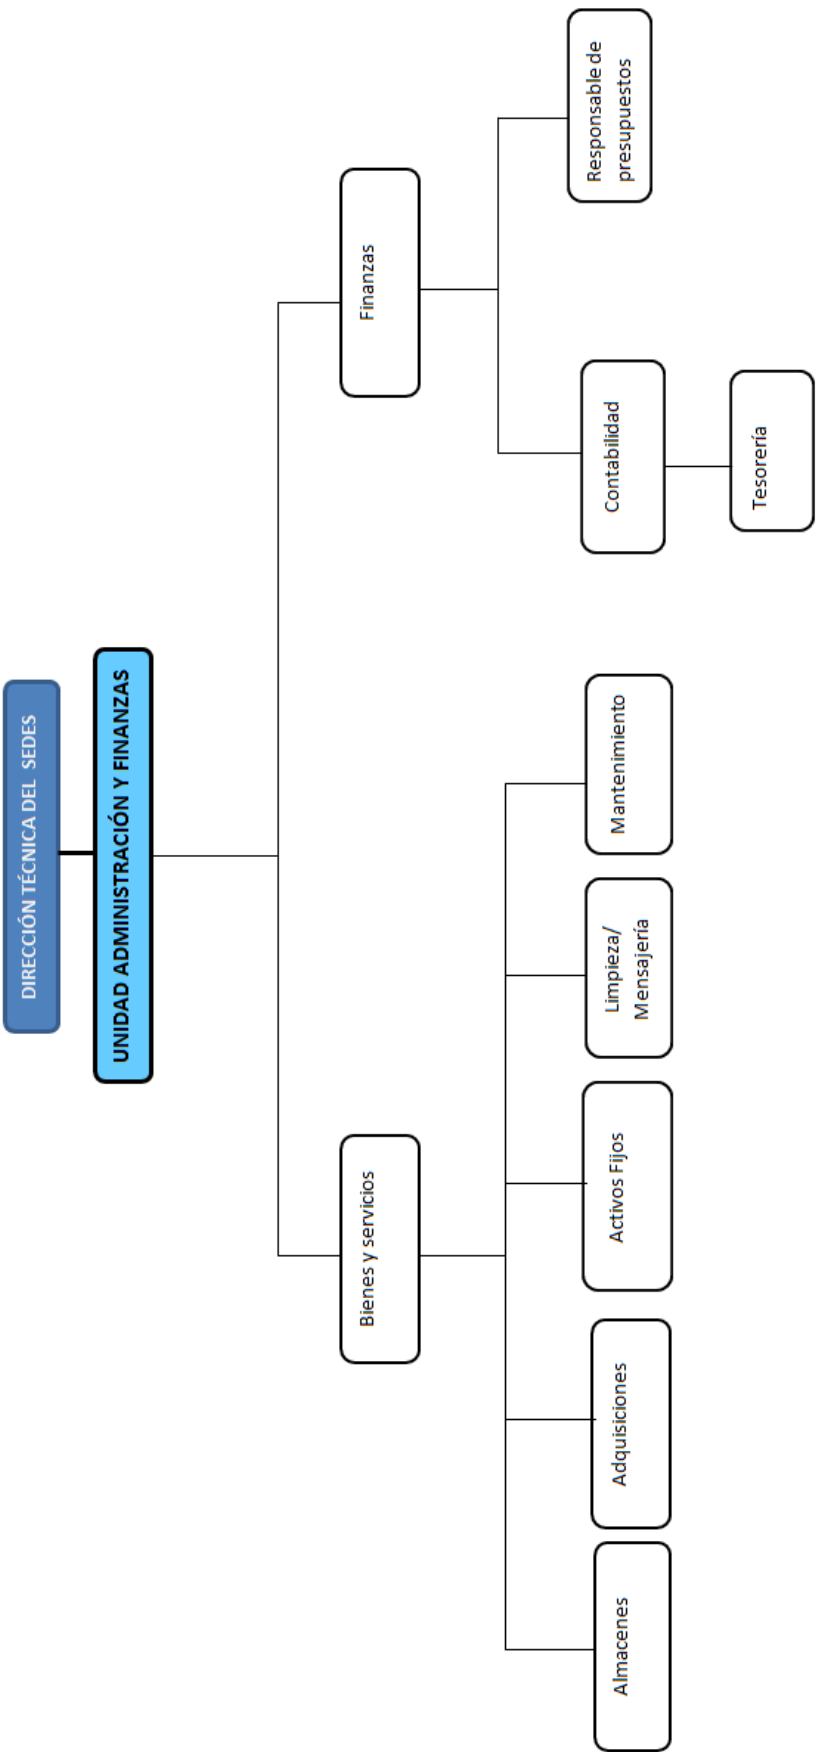 DIRECCIÓN TÉCNICA DEL SEDES
UNIDAD ADMINISTRACIÓN Y FINANZAS
Bienes y servicios
Finanzas
Almacenes
Adquisiciones
Activos Fijos
Limpieza/
Mensajería
Mantenimiento
Contabilidad
Responsable de
presupuestos
Tesorería